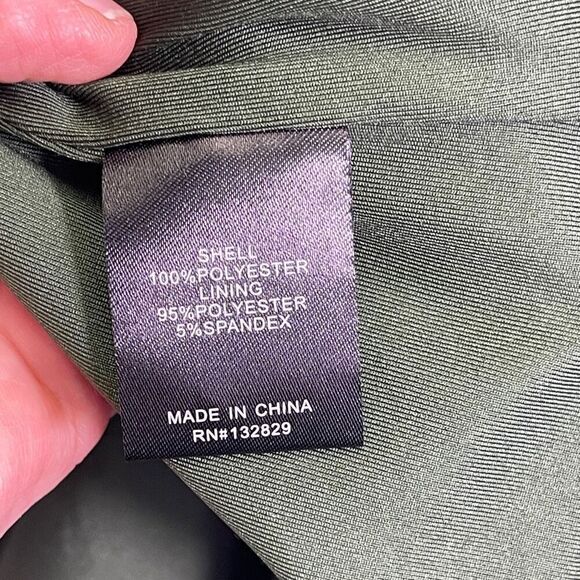 SHELL
100%POLYESTER
LINING
95%POLYESTER
5%SPANDEX
MADE IN CHINA
RN#132829